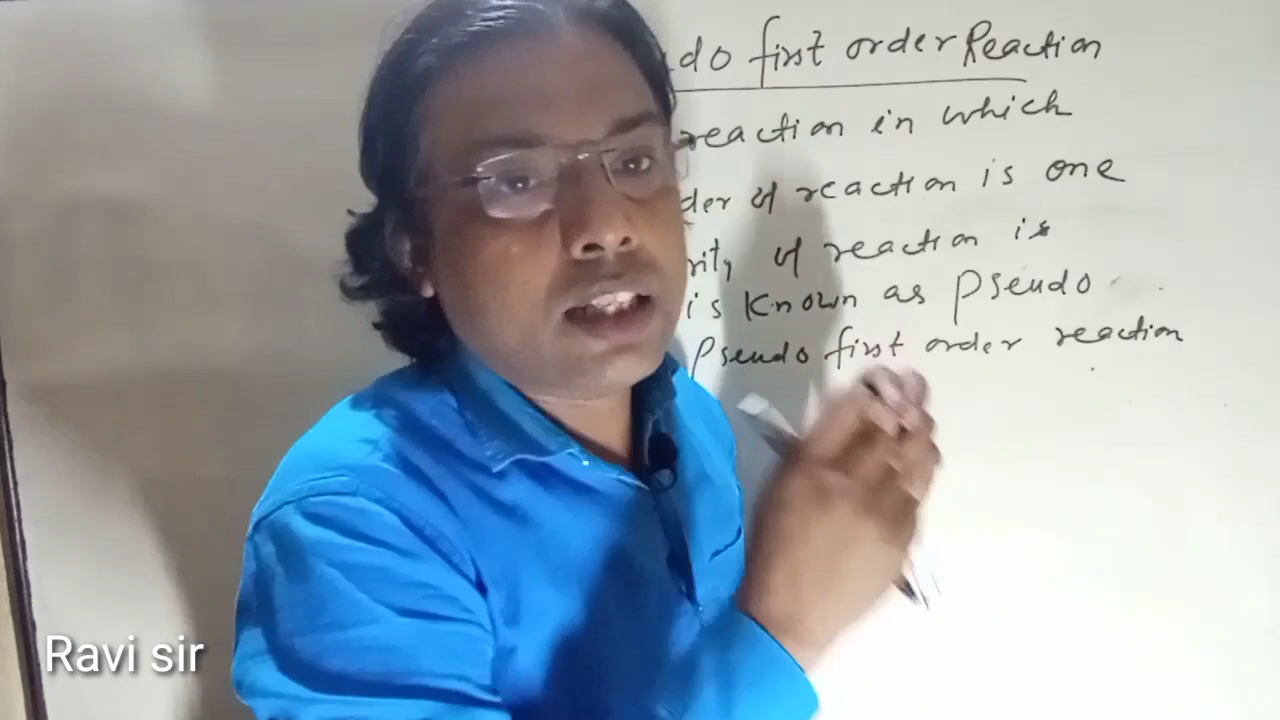 do first order Reaction
reaction in which
der of reaction is one
rity of reaction is
is known as pseudo
pseudo first order reaction
Ravi sir